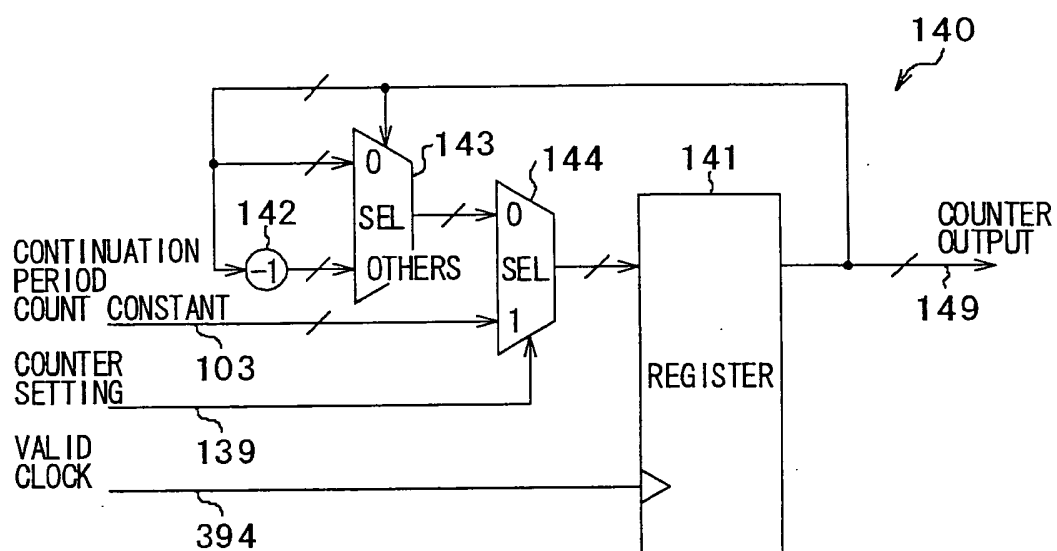 140
143
144
141
0
SEL
OTHERS
0
SEL
1
142
-1
CONTINUATION
PERIOD
COUNT CONSTANT
103
COUNTER
SETTING
139
VALID
CLOCK
394
REGISTER
COUNTER
OUTPUT
149